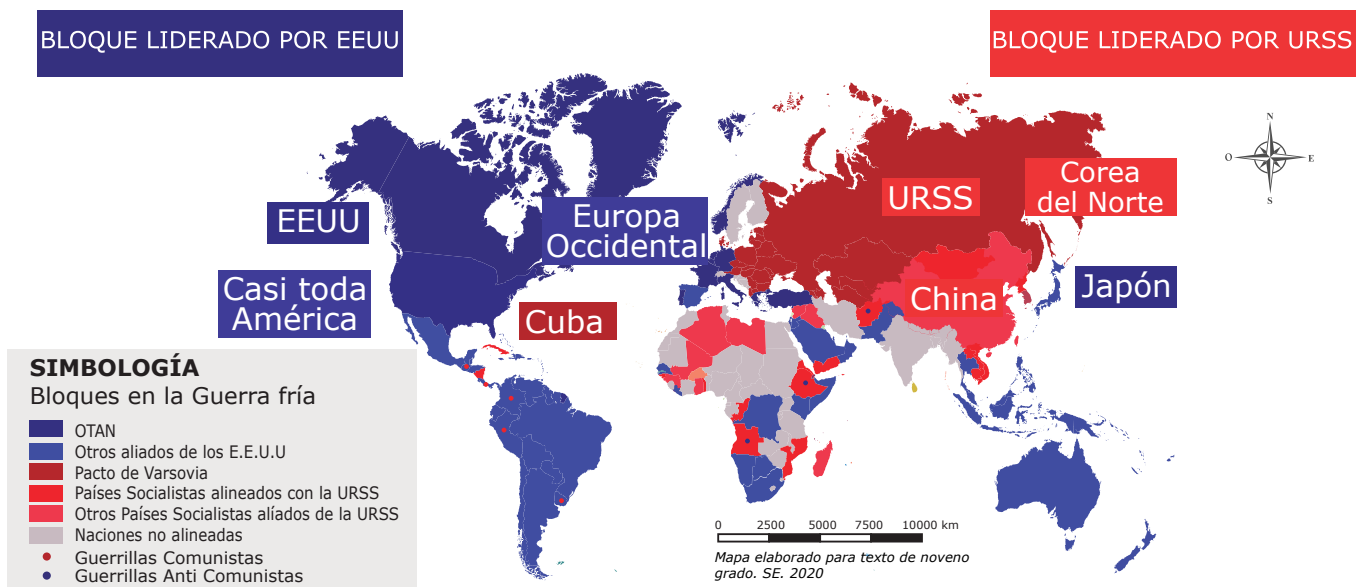 BLOQUE LIDERADO POR EEUU
BLOQUE LIDERADO POR URSS
N
O
E
S
EEUU
Europa
Occidental
URSS
Corea
del Norte
Casi toda
América
Cuba
China
Japón
SIMBOLOGÍA
Bloques en la Guerra fría
OTAN
Otros aliados de los E.E.U.U
Pacto de Varsovia
Países Socialistas alineados con la URSS
Otros Países Socialistas alíados de la URSS
Naciones no alineadas
Guerrillas Comunistas
Guerrillas Anti Comunistas
0 2500 5000 7500 10000 km
Mapa elaborado para texto de noveno
grado. SE. 2020